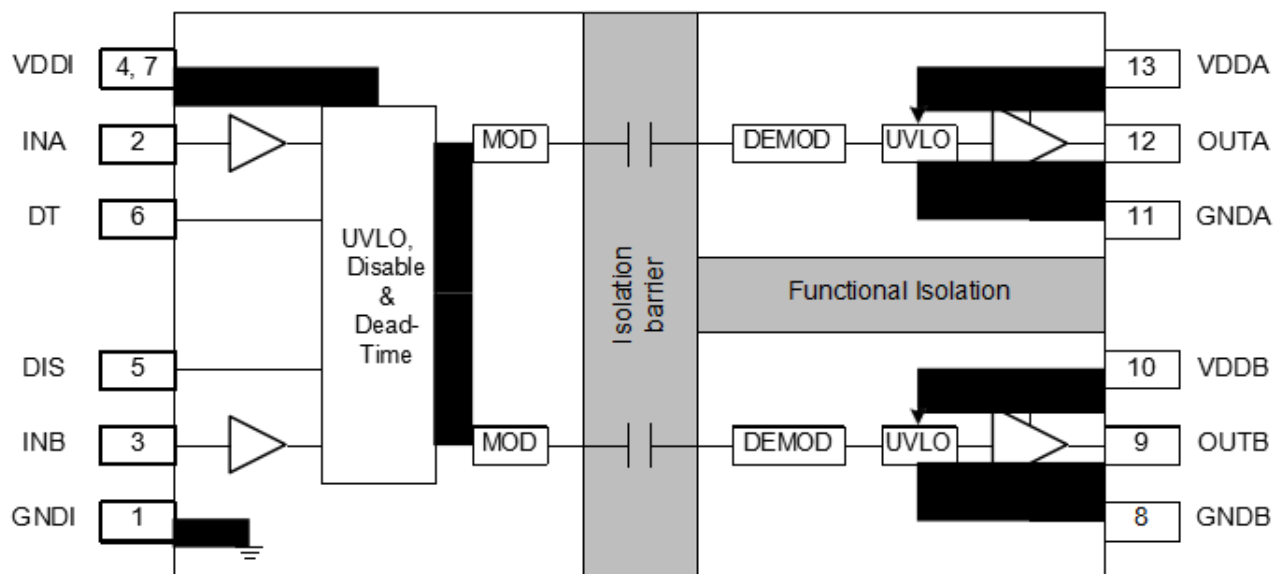 VDDI 4, 7
INA 2
DT 6
DIS 5
INB 3
GNDI 1
UVLO,
Disable
&
Dead-
Time
MOD
MOD
Isolation
barrier
DEMOD
UVLO
Functional Isolation
DEMOD
UVLO
13 VDDA
12 OUTA
11 GNDA
10 VDDB
9 OUTB
8 GNDB